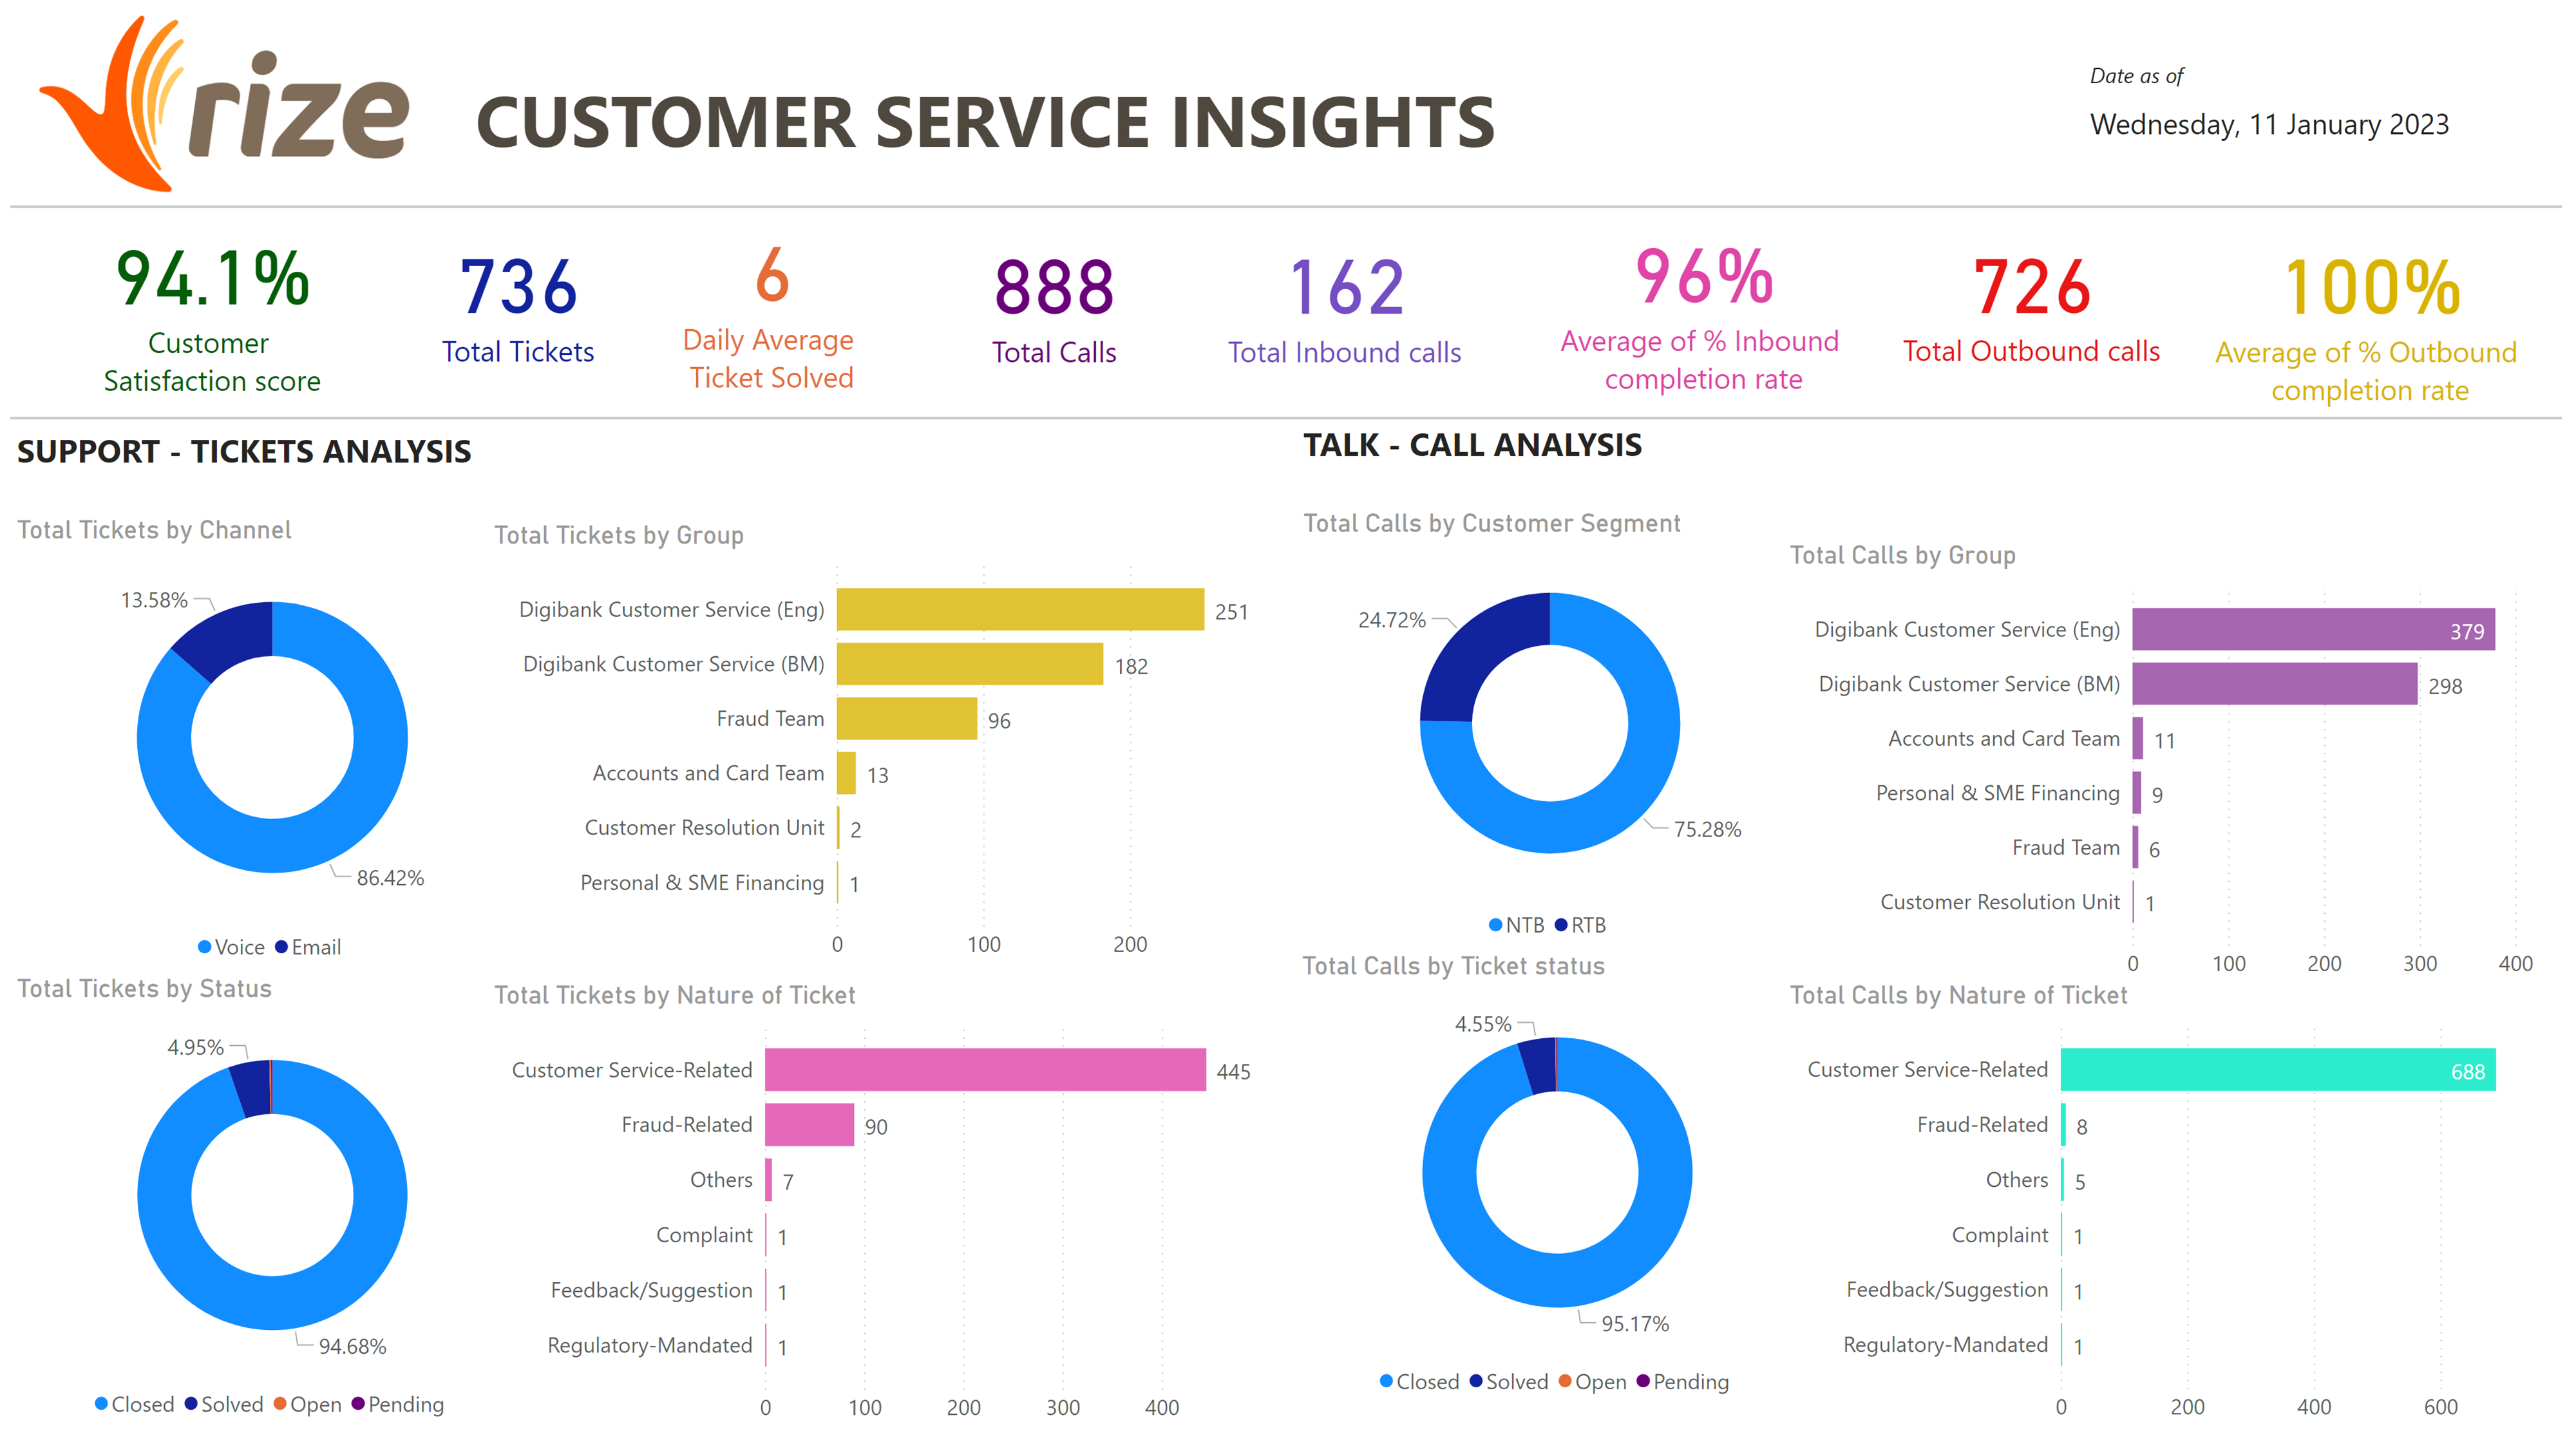 rize
CUSTOMER SERVICE INSIGHTS
Date as of
Wednesday, 11 January 2023
94.1%
Customer
Satisfaction score
736
Total Tickets
6
Daily Average
Ticket Solved
888
Total Calls
162
Total Inbound calls
96%
Average of % Inbound
completion rate
726
Total Outbound calls
100%
Average of % Outbound
completion rate
SUPPORT - TICKETS ANALYSIS
Total Tickets by Channel
13.58%
86.42%
Voice Email
Total Tickets by Group
Digibank Customer Service (Eng) 251
Digibank Customer Service (BM) 182
Fraud Team 96
Accounts and Card Team 13
Customer Resolution Unit 2
Personal & SME Financing 1
0 100 200
Total Tickets by Status
4.95%
94.68%
Closed Solved Open Pending
Total Tickets by Nature of Ticket
Customer Service-Related 445
Fraud-Related 90
Others 7
Complaint 1
Feedback/Suggestion 1
Regulatory-Mandated 1
0 100 200 300 400
TALK - CALL ANALYSIS
Total Calls by Customer Segment
24.72%
75.28%
NTB RTB
Total Calls by Group
Digibank Customer Service (Eng) 379
Digibank Customer Service (BM) 298
Accounts and Card Team 11
Personal & SME Financing 9
Fraud Team 6
Customer Resolution Unit 1
0 100 200 300 400
Total Calls by Ticket status
4.55%
95.17%
Closed Solved Open Pending
Total Calls by Nature of Ticket
Customer Service-Related 688
Fraud-Related 8
Others 5
Complaint 1
Feedback/Suggestion 1
Regulatory-Mandated 1
0 200 400 600